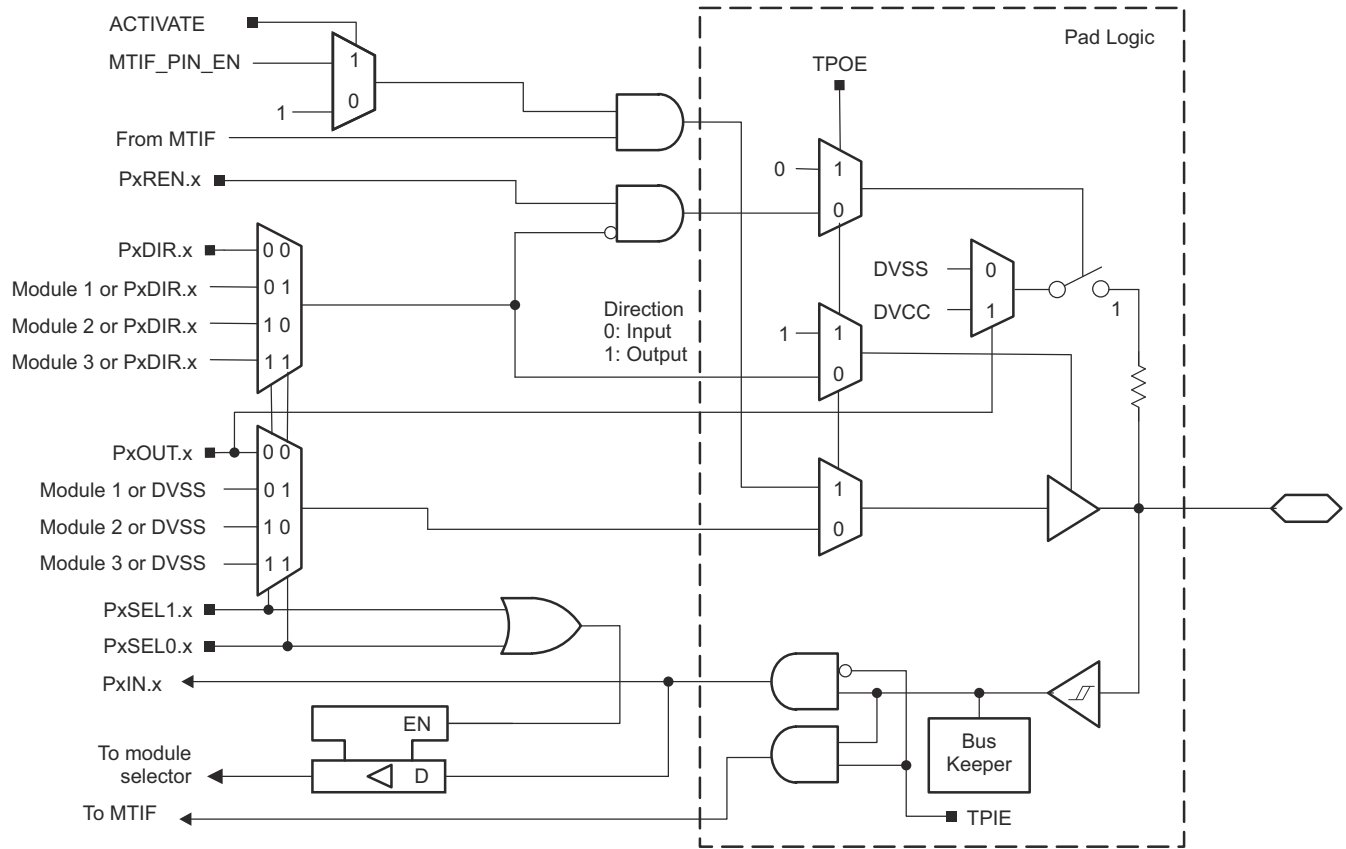 ACTIVATE
MTIF_PIN_EN
1
0
1
From MTIF
PxREN.x
Pad Logic
TPOE
0
1
0
PxDIR.x
Module 1 or PxDIR.x
Module 2 or PxDIR.x
Module 3 or PxDIR.x
0 0
0 1
1 0
1 1
Direction
0: Input
1: Output
DVSS
DVCC
0
1
1
1
1
0
PxOUT.x
Module 1 or DVSS
Module 2 or DVSS
Module 3 or DVSS
0 0
0 1
1 0
1 1
1
0
PxSEL1.x
PxSEL0.x
PxIN.x
EN
D
To module
selector
To MTIF
Bus
Keeper
TPIE